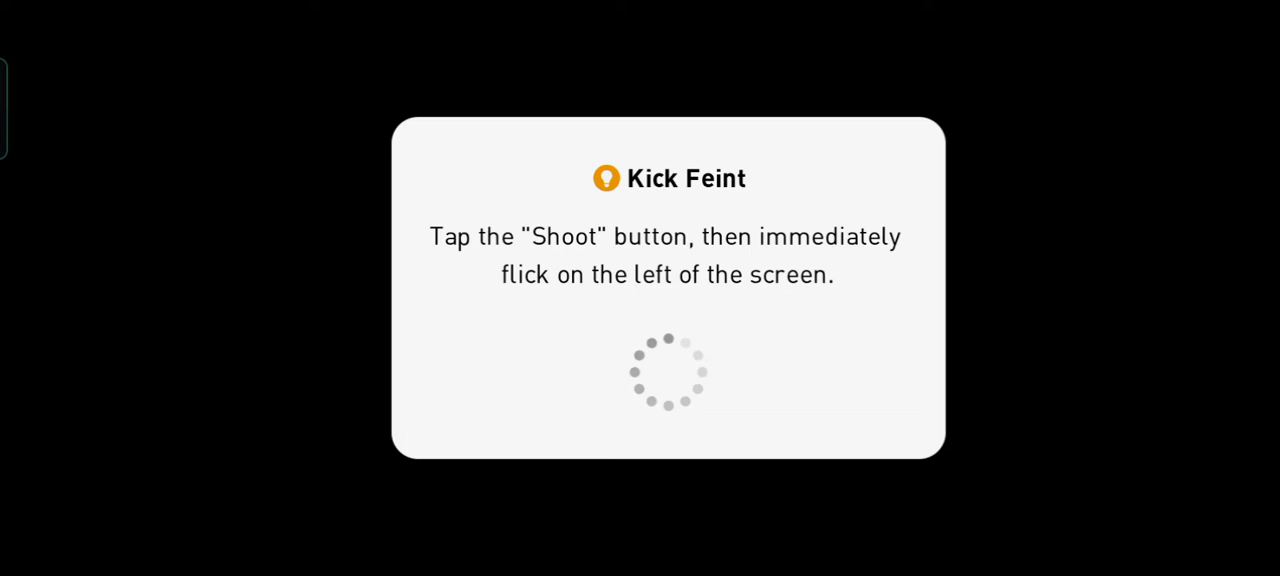 Kick Feint
Tap the "Shoot" button, then immediately
flick on the left of the screen.